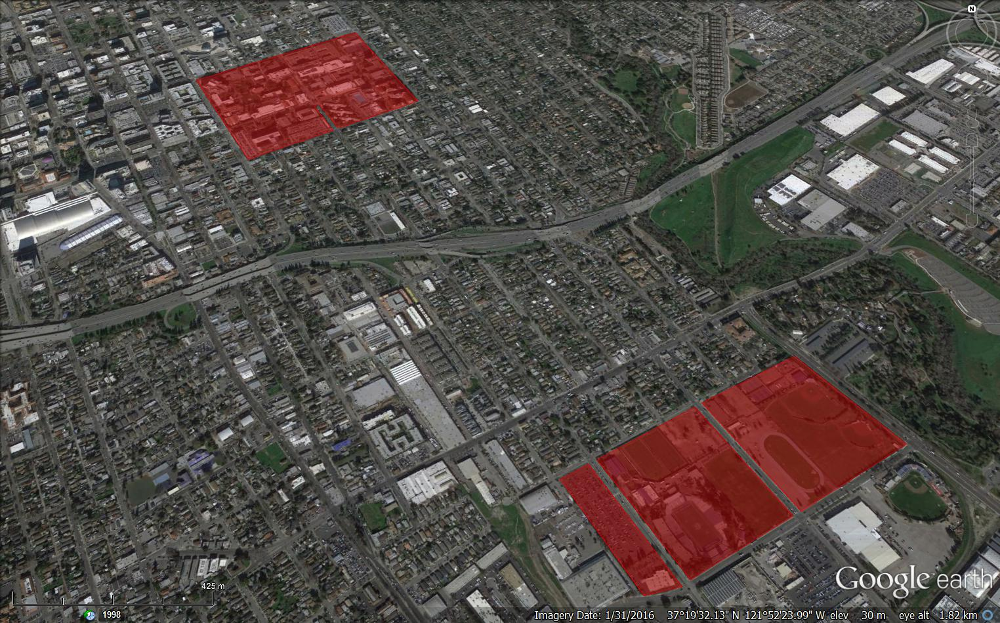 N
Google earth
425 m
1998
Imagery Date: 1/31/2016 37°19'32.13" N 121°52'23.99" W elev 30 m eye alt 1.82 km